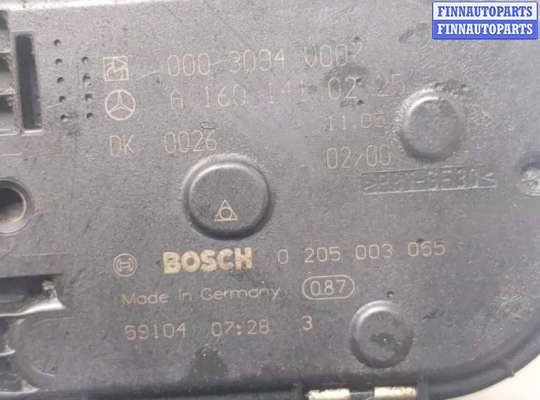 FINNAUTOPARTS
FINNAUTOPARTS
000 3094 V007
A 160 141 02 25
11.05
DK 0026 02/00
BOSCH 0 205 003 065
Made in Germany 087
59104 07:28 3